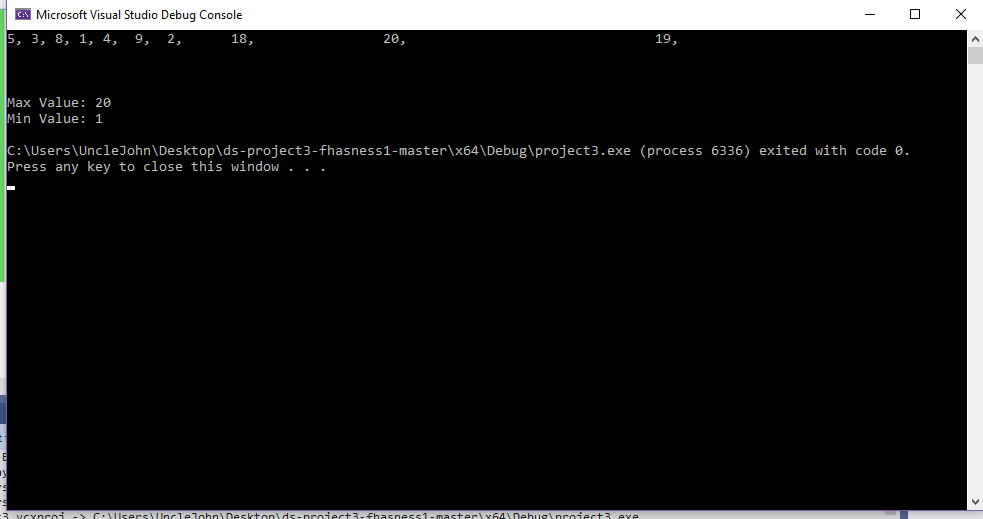 Microsoft Visual Studio Debug Console
5, 3, 8, 1, 4,  9,  2,      18,                20,                               19,
Max Value: 20
Min Value: 1
C:\Users\UncleJohn\Desktop\ds-project3-fhasness1-master\x64\Debug\project3.exe (process 6336) exited with code 0.
Press any key to close this window . . .
3.vcxproj -> C:\Users\UncleJohn\Desktop\ds-project3-fhasness1-master\x64\Debug\project3.exe